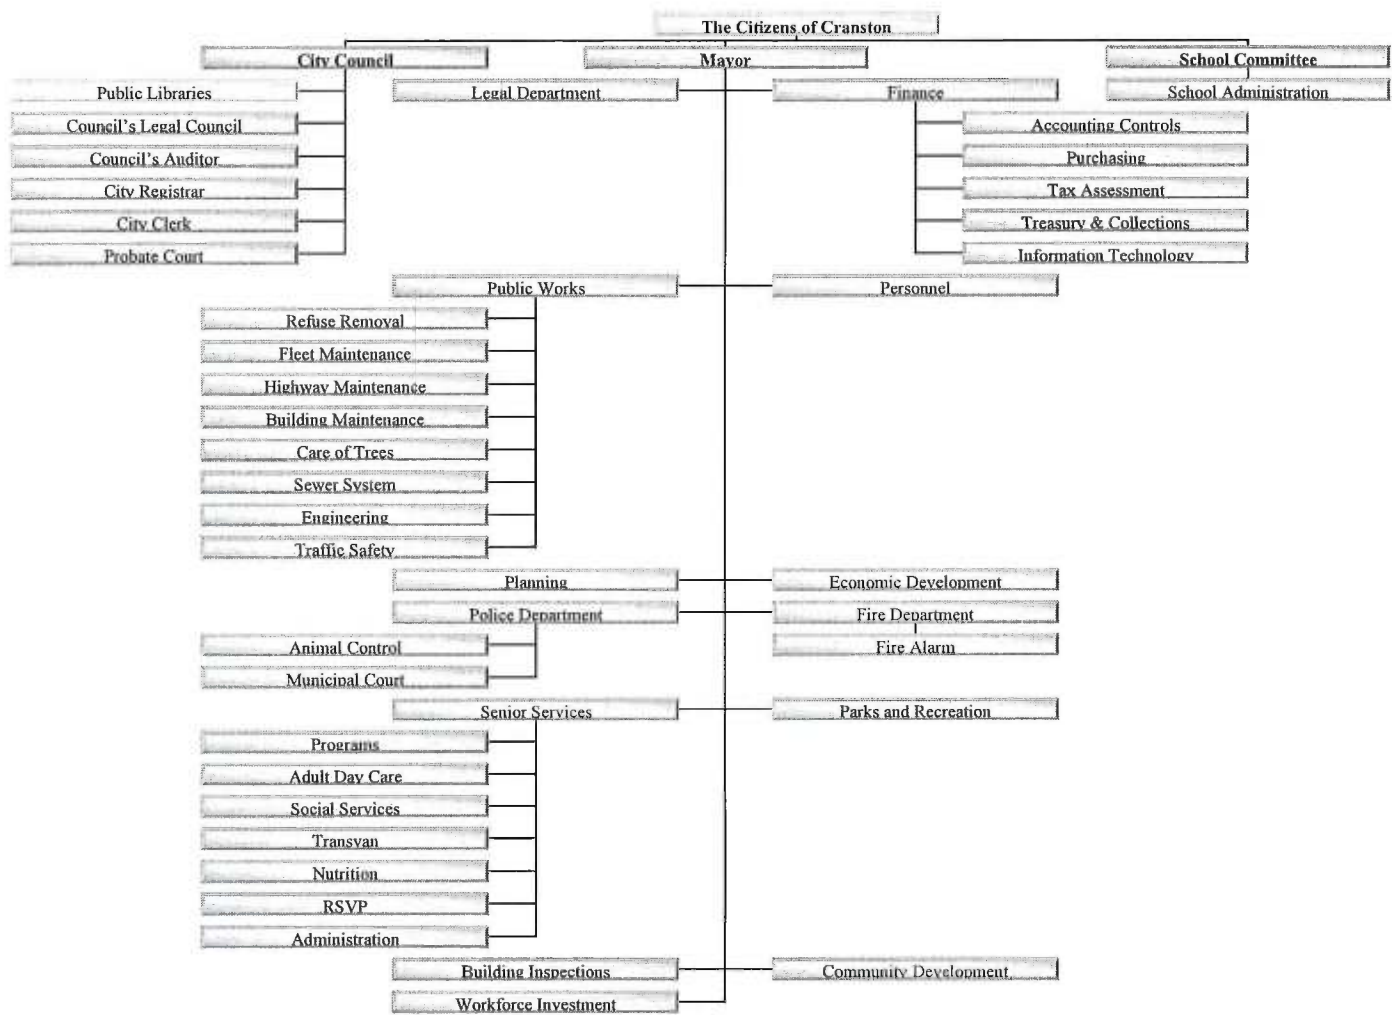 The Citizens of Cranston
City Council
Mayor
School Committee
Public Libraries
Legal Department
Finance
School Administration
Council's Legal Council
Accounting Controls
Council's Auditor
Purchasing
City Registrar
Tax Assessment
City Clerk
Treasury & Collections
Probate Court
Information Technology
Public Works
Personnel
Refuse Removal
Fleet Maintenance
Highway Maintenance
Building Maintenance
Care of Trees
Sewer System
Engineering
Traffic Safety
Planning
Economic Development
Police Department
Fire Department
Animal Control
Fire Alarm
Municipal Court
Senior Services
Parks and Recreation
Programs
Adult Day Care
Social Services
Transvan
Nutrition
RSVP
Administration
Building Inspections
Community Development
Workforce Investment